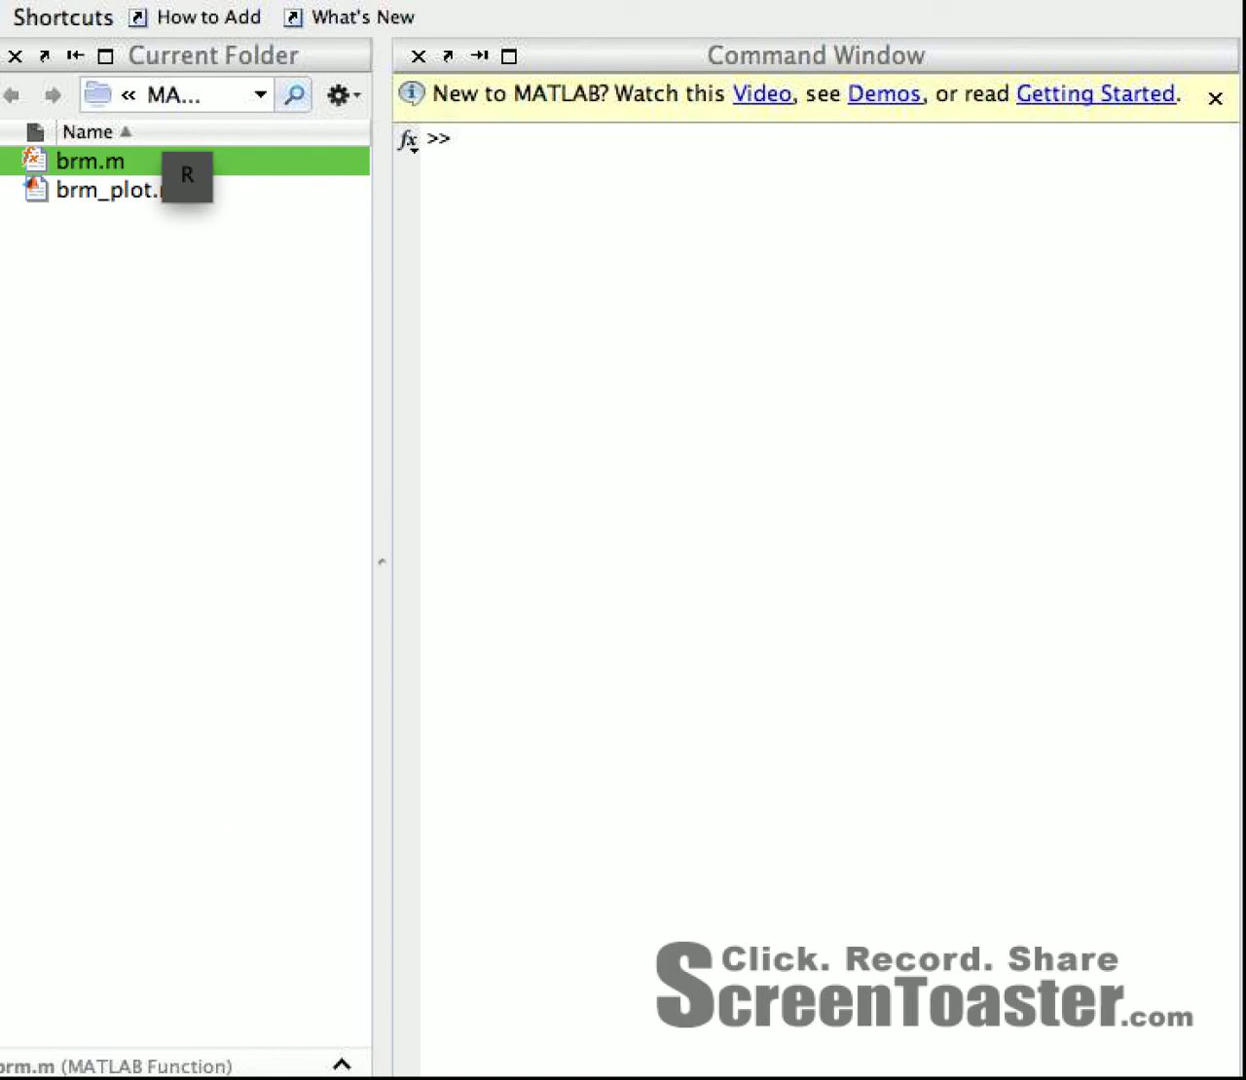 Shortcuts How to Add What's New
Current Folder
« MA...
Name
brm.m
brm_plot.
R
brm.m (MATLAB Function)
Command Window
New to MATLAB? Watch this Video, see Demos, or read Getting Started.
fx >>
Click. Record. Share
ScreenToaster.com